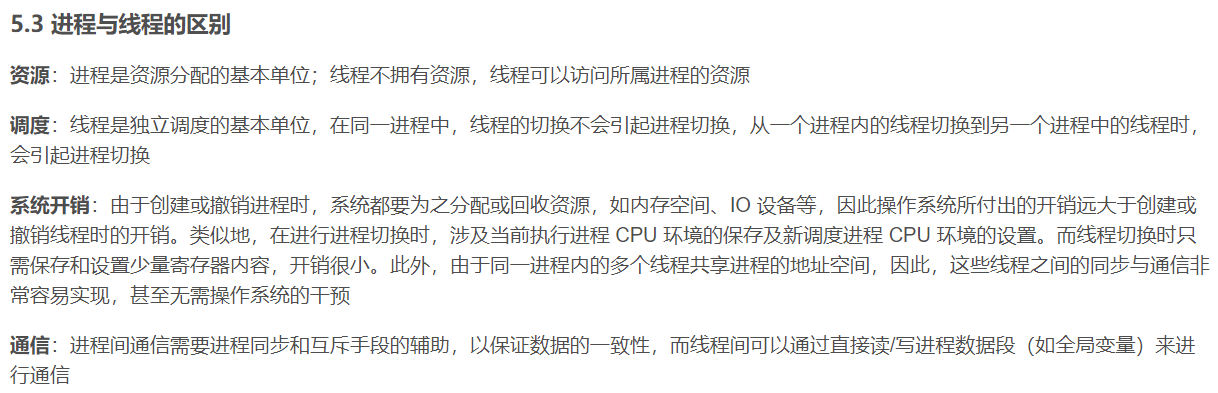 5.3 进程与线程的区别
资源：进程是资源分配的基本单位；线程不拥有资源，线程可以访问所属进程的资源
调度：线程是独立调度的基本单位，在同一进程中，线程的切换不会引起进程切换，从一个进程内的线程切换到另一个进程中的线程时，
会引起进程切换
系统开销：由于创建或撤销进程时，系统都要为之分配或回收资源，如内存空间、IO 设备等，因此操作系统所付出的开销远大于创建或
撤销线程时的开销。类似地，在进行进程切换时，涉及当前执行进程 CPU 环境的保存及新调度进程 CPU 环境的设置。而线程切换时只
需保存和设置少量寄存器内容，开销很小。此外，由于同一进程内的多个线程共享进程的地址空间，因此，这些线程之间的同步与通信非
常容易实现，甚至无需操作系统的干预
通信：进程间通信需要进程同步和互斥手段的辅助，以保证数据的一致性，而线程间可以通过直接读/写进程数据段（如全局变量）来进
行通信